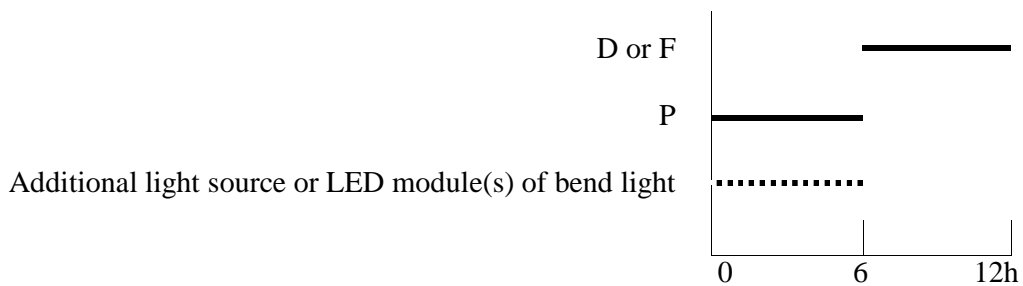 D or F
P
Additional light source or LED module(s) of bend light
0 6 12h